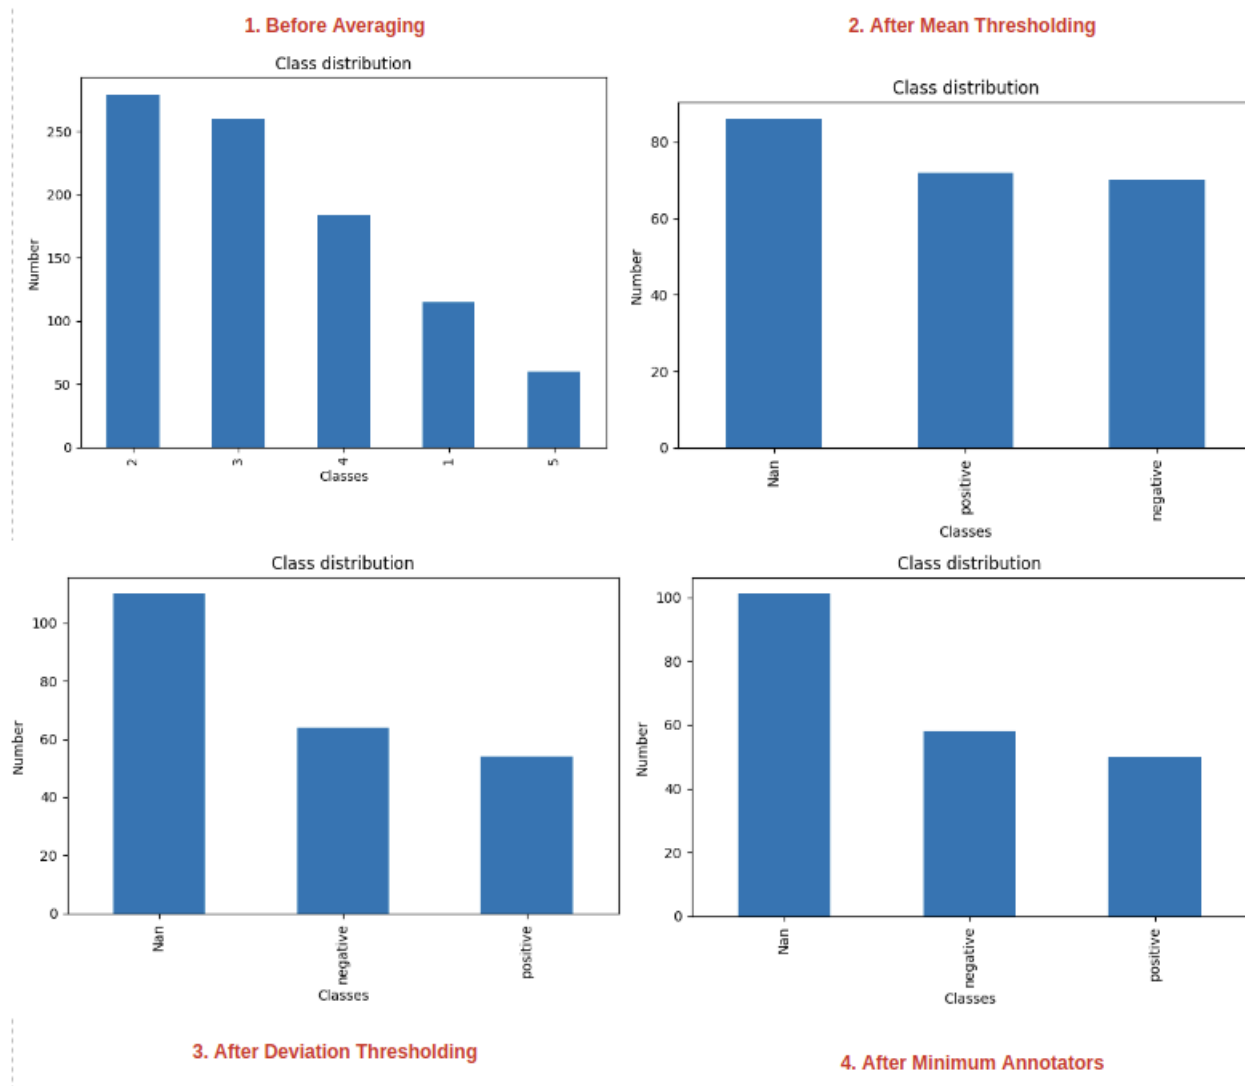 1. Before Averaging
Class distribution
250
200
150
100
50
0
Number
2
3
4
1
5
Classes
2. After Mean Thresholding
Class distribution
80
60
40
20
0
Number
Nan
positive
negative
Classes
Class distribution
100
80
60
40
20
0
Number
Nan
negative
positive
Classes
3. After Deviation Thresholding
Class distribution
100
80
60
40
20
0
Number
Nan
negative
positive
Classes
4. After Minimum Annotators